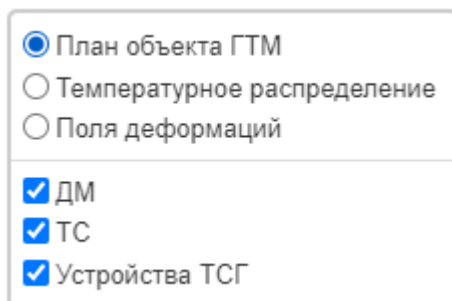 План объекта ГТМ
Температурное распределение
Поля деформаций
ДМ
ТС
Устройства ТСГ